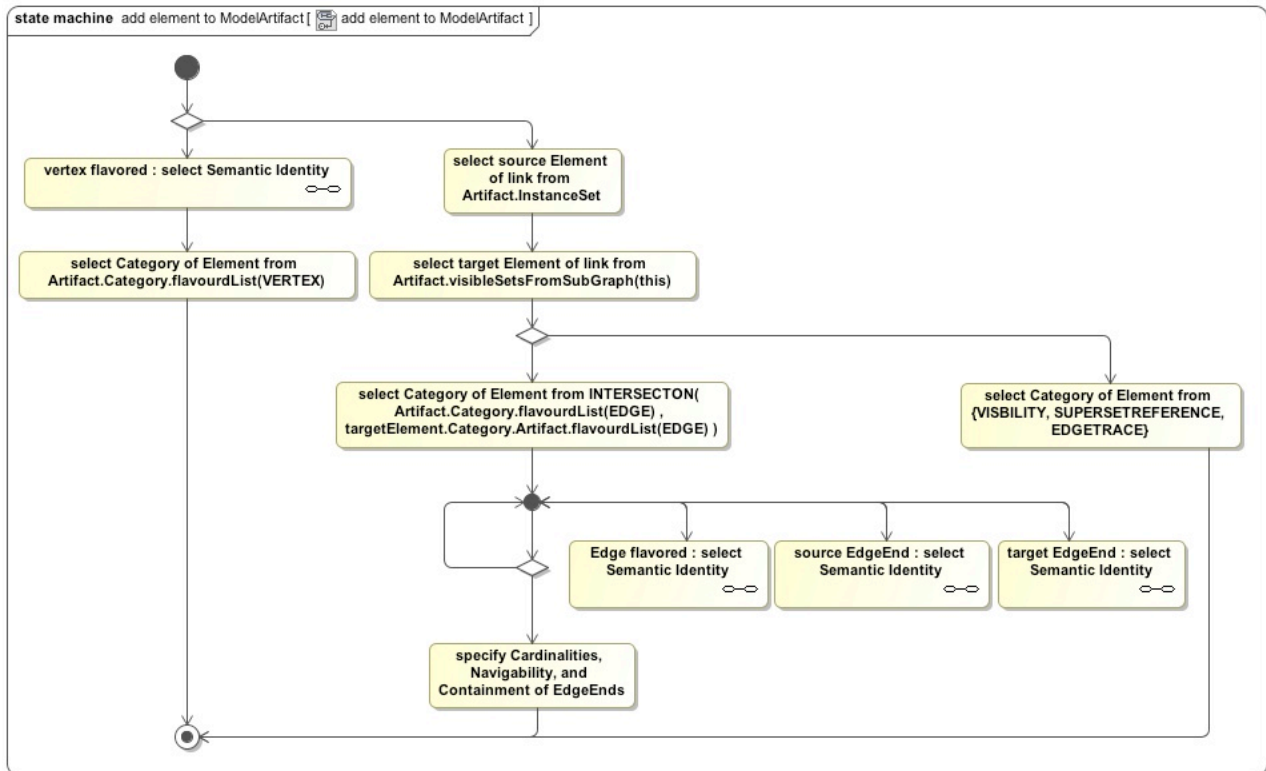 state machine add element to ModelArtifact [ add element to ModelArtifact ]
vertex flavored : select Semantic Identity
select source Element
of link from
Artifact.InstanceSet
select Category of Element from
Artifact.Category.flavourdList(VERTEX)
select target Element of link from
Artifact.visibleSetsFromSubGraph(this)
select Category of Element from INTERSECTON(
Artifact.Category.flavourdList(EDGE) ,
targetElement.Category.Artifact.flavourdList(EDGE) )
select Category of Element from
{VISBILITY, SUPERSETREFERENCE,
EDGETRACE}
Edge flavored : select
Semantic Identity
source EdgeEnd : select
Semantic Identity
target EdgeEnd : select
Semantic Identity
specify Cardinalities,
Navigability, and
Containment of EdgeEnds